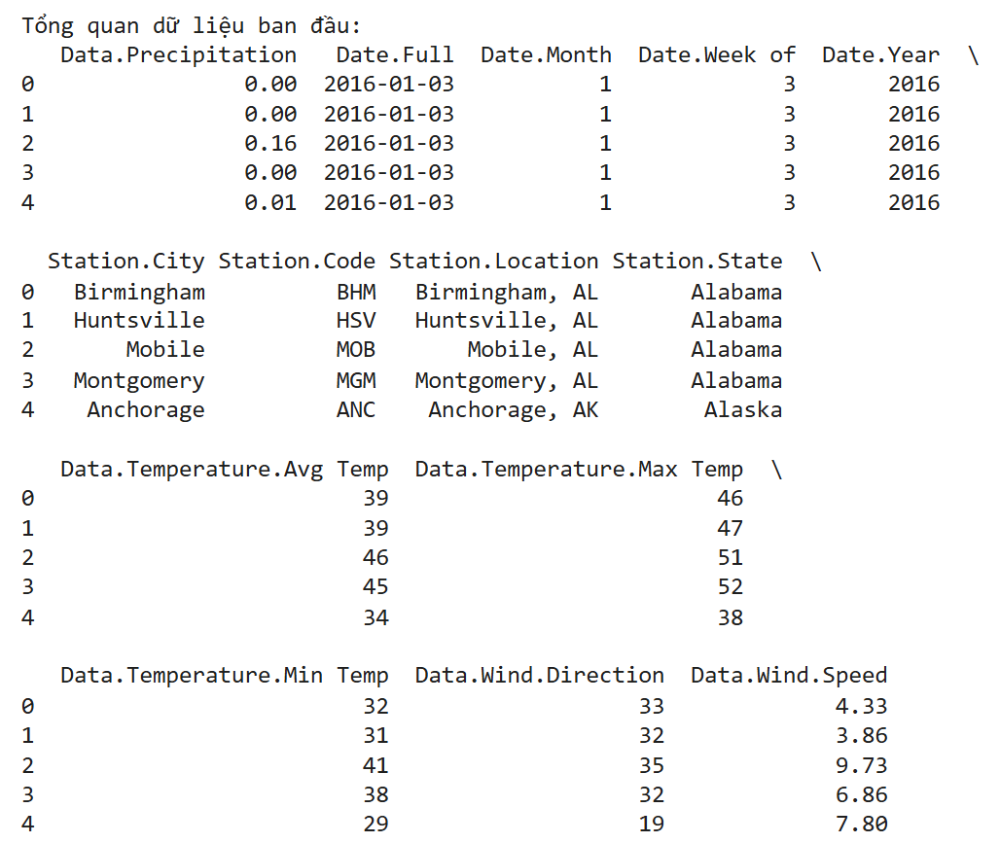 Tổng quan dữ liệu ban đầu:
   Data.Precipitation   Date.Full  Date.Month  Date.Week of  Date.Year  \
0                0.00  2016-01-03           1             3       2016
1                0.00  2016-01-03           1             3       2016
2                0.16  2016-01-03           1             3       2016
3                0.00  2016-01-03           1             3       2016
4                0.01  2016-01-03           1             3       2016

  Station.City Station.Code Station.Location Station.State  \
0   Birmingham          BHM   Birmingham, AL       Alabama
1   Huntsville          HSV   Huntsville, AL       Alabama
2       Mobile          MOB       Mobile, AL       Alabama
3   Montgomery          MGM   Montgomery, AL       Alabama
4    Anchorage          ANC    Anchorage, AK        Alaska

   Data.Temperature.Avg Temp  Data.Temperature.Max Temp  \
0                         39                         46
1                         39                         47
2                         46                         51
3                         45                         52
4                         34                         38

   Data.Temperature.Min Temp  Data.Wind.Direction  Data.Wind.Speed
0                         32                   33             4.33
1                         31                   32             3.86
2                         41                   35             9.73
3                         38                   32             6.86
4                         29                   19             7.80